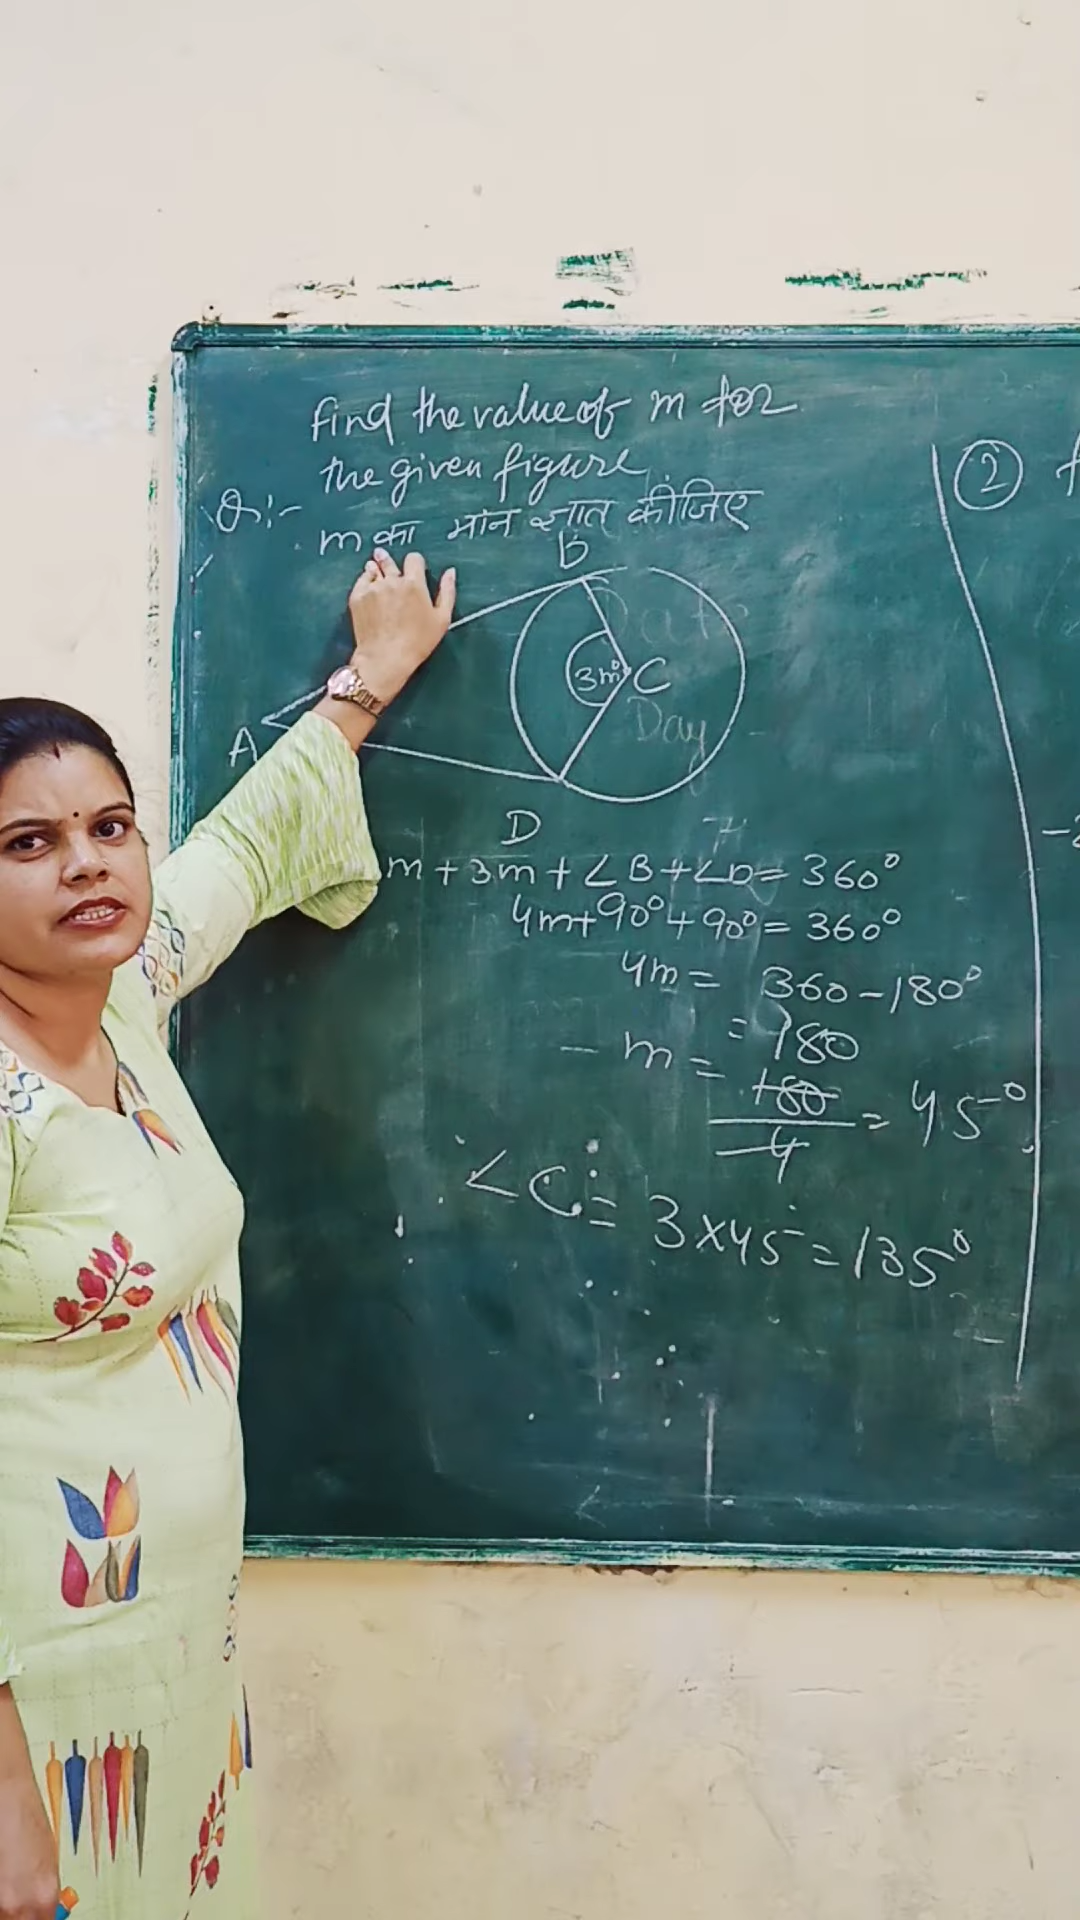 Find the value of m for
the given figure
Q:-
m का मान ज्ञात कीजिए
B
3m° C
Day
A
D
m + 3m + ∠B + ∠D = 360°
4m + 90° + 90° = 360°
4m = 360 - 180°
= 180
m = 180/4 = 45°
∠C = 3 x 45 = 135°
②